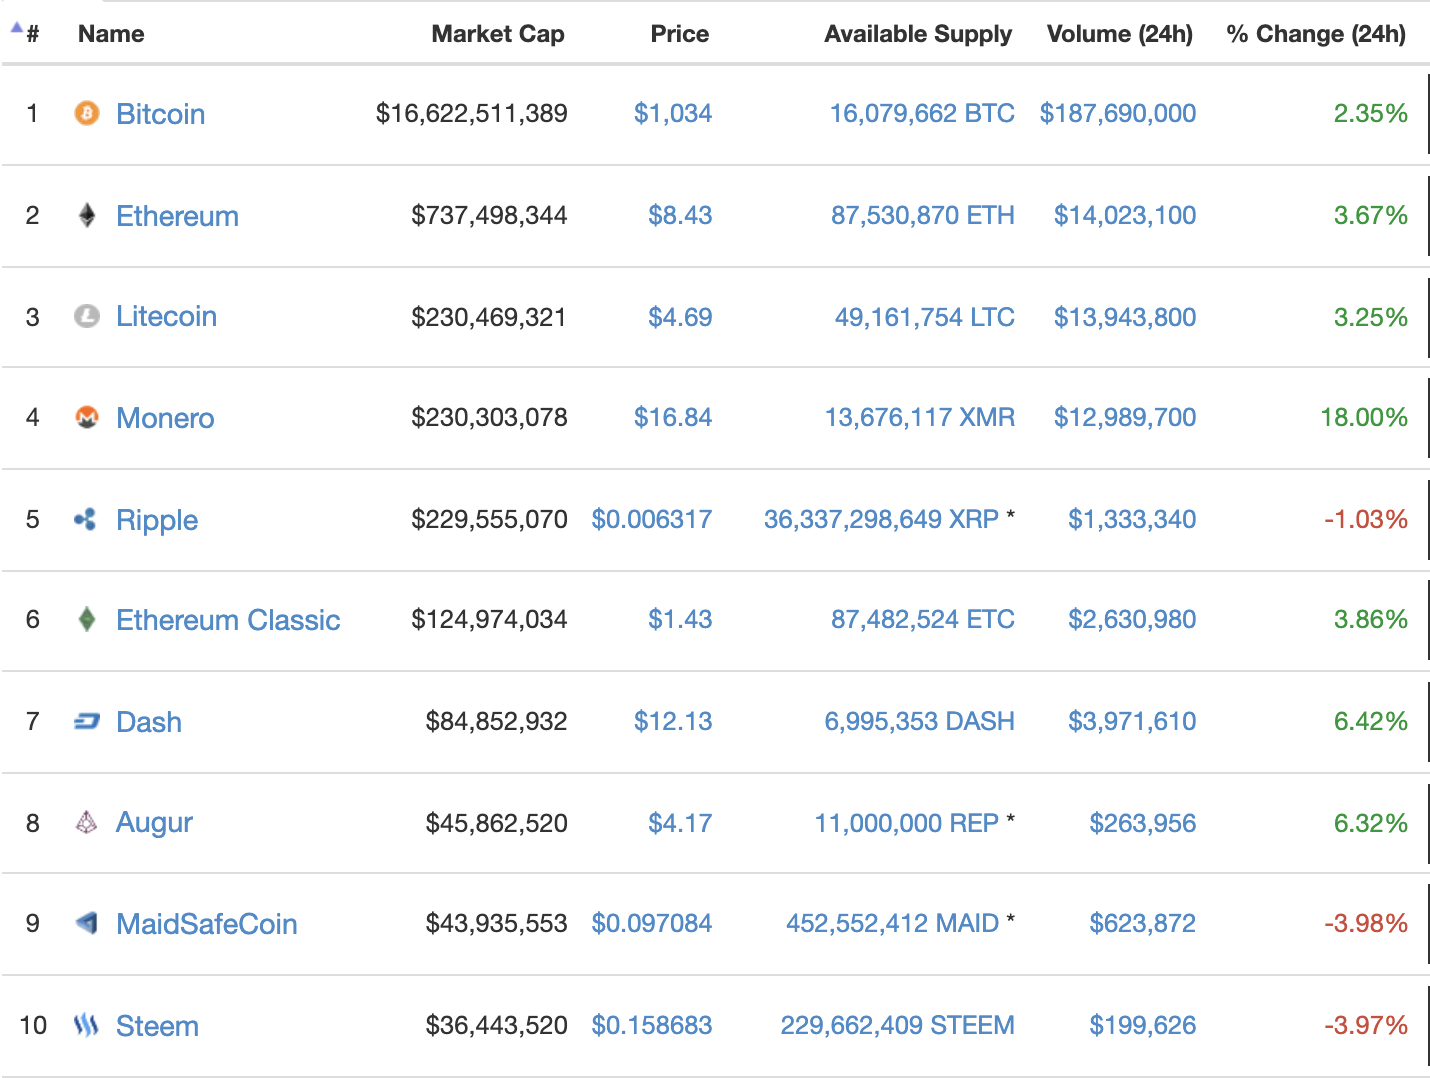 # Name Market Cap Price Available Supply Volume (24h) % Change (24h)
1 Bitcoin $16,622,511,389 $1,034 16,079,662 BTC $187,690,000 2.35%
2 Ethereum $737,498,344 $8.43 87,530,870 ETH $14,023,100 3.67%
3 Litecoin $230,469,321 $4.69 49,161,754 LTC $13,943,800 3.25%
4 Monero $230,303,078 $16.84 13,676,117 XMR $12,989,700 18.00%
5 Ripple $229,555,070 $0.006317 36,337,298,649 XRP * $1,333,340 -1.03%
6 Ethereum Classic $124,974,034 $1.43 87,482,524 ETC $2,630,980 3.86%
7 Dash $84,852,932 $12.13 6,995,353 DASH $3,971,610 6.42%
8 Augur $45,862,520 $4.17 11,000,000 REP * $263,956 6.32%
9 MaidSafeCoin $43,935,553 $0.097084 452,552,412 MAID * $623,872 -3.98%
10 Steem $36,443,520 $0.158683 229,662,409 STEEM $199,626 -3.97%